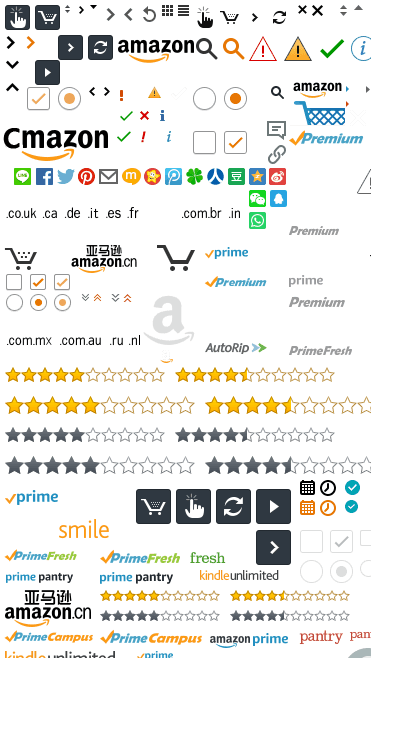 amazon
amazon
Cmazon
Premium
.co.uk .ca .de .it .es .fr
.com.br .in
Premium
亚马逊
amazon.cn
prime
Premium
prime
Premium
a
.com.mx .com.au .ru .nl
AutoRip
PrimeFresh
prime
smile
PrimeFresh
PrimeFresh
fresh
prime pantry
prime pantry
kindleunlimited
亚马逊
amazon.cn
PrimeCampus
PrimeCampus
amazon prime
pantry
kindleunlimited
prime